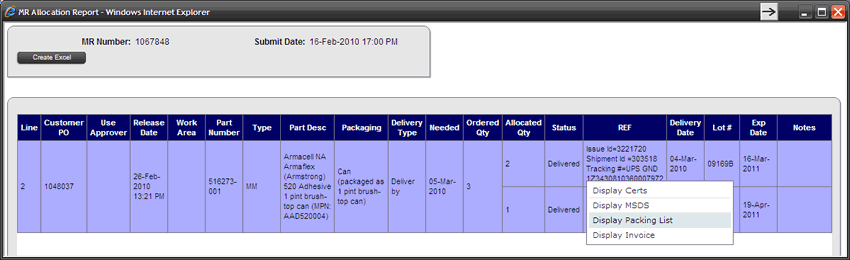 MR Allocation Report - Windows Internet Explorer
MR Number: 1067848 Submit Date: 16-Feb-2010 17:00 PM
Create Excel
Line Customer PO Use Approver Release Date Work Area Part Number Type Part Desc Packaging Delivery Type Needed Ordered Qty Allocated Qty Status REF Delivery Date Lot # Exp Date Notes
2 1048037 26-Feb-2010 13:21 PM 516273-001 MM
Armacell NA
Armaflex
(Armstrong)
520 Adhesive
1 pint brush-
top can (MPN:
AAD520004)
Can
(packaged as
1 pint brush-
top can)
Deliver by
05-Mar-2010
3
2 Delivered
Issue Id=3221720
Shipment Id =303518
Tracking #=UPS GND
1Z3430810360007972
04-Mar-2010
09169B
16-Mar-2011
1 Delivered
19-Apr-2011
Display Certs
Display MSDS
Display Packing List
Display Invoice